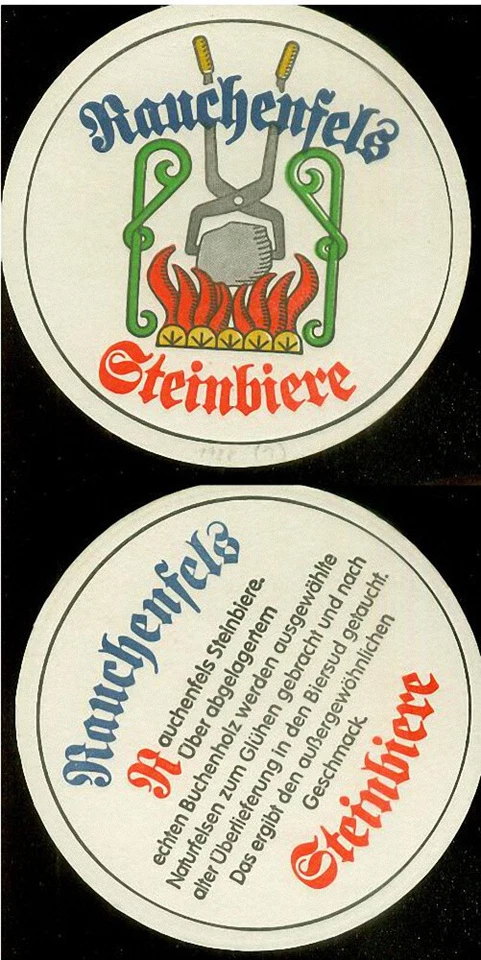 Rauchenfels
Steinbiere
Rauchenfels
Rauchenfels Steinbiere.
Über abgelagertem
echten Buchenholz werden ausgewählte
Naturfelsen zum Glühen gebracht und nach
alter Überlieferung in den Biersud getaucht.
Das ergibt den außergewöhnlichen
Geschmack.
Steinbiere